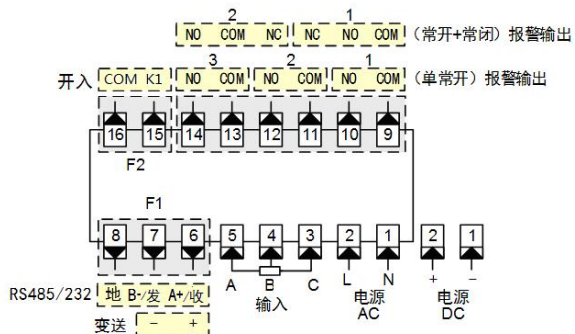 2 1
NO COM NC NC NO COM (常开+常闭) 报警输出
3 2 1
开入 COM K1 NO COM NO COM NO COM (单常开) 报警输出
16 15 14 13 12 11 10 9
F2
F1
8 7 6 5 4 3 2 1 2 1
RS485/232 地 B-/发 A+/收 A B C L N + -
输入 电源 AC 电源 DC
变送 - +